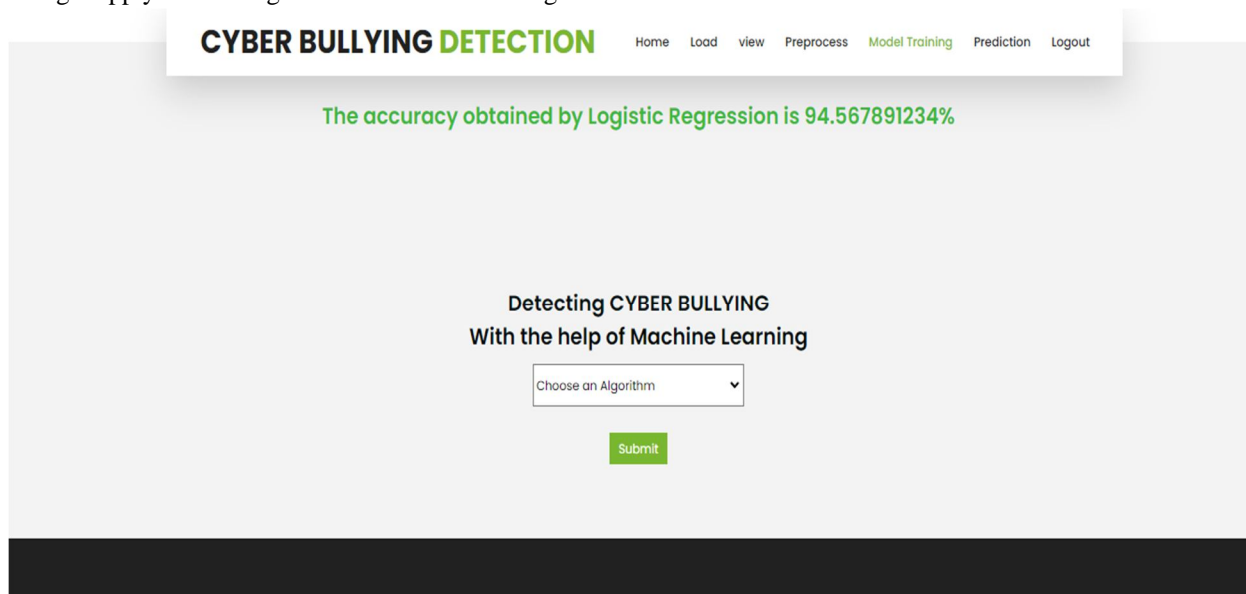 CYBER BULLYING DETECTION Home Load view Preprocess Model Training Prediction Logout
The accuracy obtained by Logistic Regression is 94.567891234%
Detecting CYBER BULLYING
With the help of Machine Learning
Choose an Algorithm
Submit